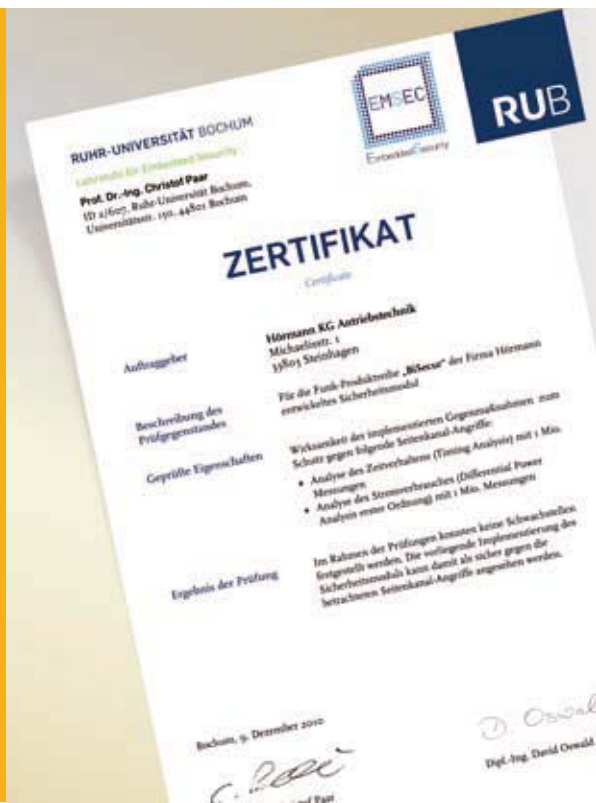 EMSEC
Embedded Security
RUB
RUHR-UNIVERSITÄT BOCHUM
Lehrstuhl für Embedded Security
Prof. Dr.-Ing. Christof Paar
ID 2/607, Ruhr-Universität Bochum,
Universitätsstr. 150, 44801 Bochum
ZERTIFIKAT
Certificate
Auftraggeber
Hörmann KG Antriebstechnik
Michaelisstr. 1
33803 Steinhagen
Beschreibung des
Prüfgegenstandes
Für die Funk-Produktreihe „BiSecur“ der Firma Hörmann
entwickeltes Sicherheitsmodul
Geprüfte Eigenschaften
Wirksamkeit der implementierten Gegenmaßnahmen zum
Schutz gegen folgende Seitenkanal-Angriffe:
• Analyse des Zeitverhaltens (Timing Analysis) mit 1 Mio.
Messungen
• Analyse des Stromverbrauches (Differential Power
Analysis erster Ordnung) mit 1 Mio. Messungen
Ergebnis der Prüfung
Im Rahmen der Prüfungen konnten keine Schwachstellen
festgestellt werden. Die vorliegende Implementierung des
Sicherheitsmoduls kann damit als sicher gegen die
betrachteten Seitenkanal-Angriffe angesehen werden.
Bochum, 9. Dezember 2010
D. Oswald
Dipl.-Ing. David Oswald
C. Paar
Paar